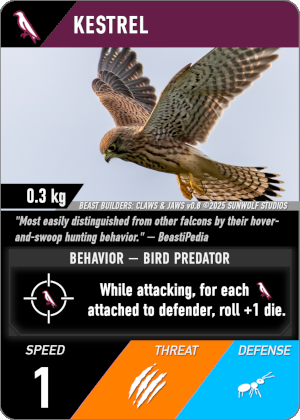 KESTREL
0.3 kg
BEAST BUILDERS: CLAWS & JAWS v0.8 ©2025 SUNWOLF STUDIOS
"Most easily distinguished from other falcons by their hover-
and-swoop hunting behavior." — BeastiPedia
BEHAVIOR — BIRD PREDATOR
While attacking, for each
attached to defender, roll +1 die.
SPEED THREAT DEFENSE
1